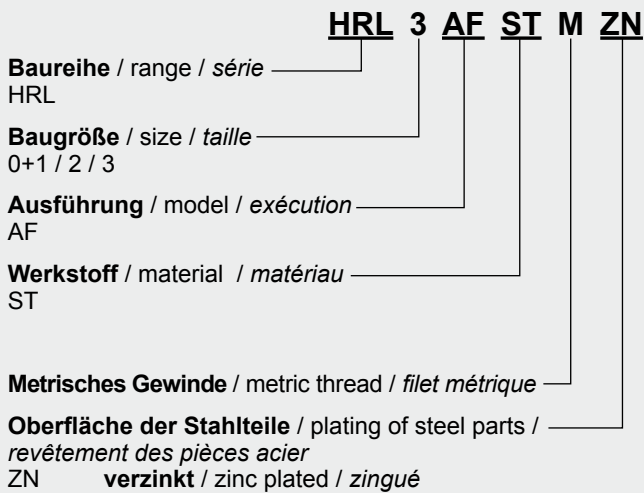 HRL 3 AF ST M ZN
Baureihe / range / série
HRL
Baugröße / size / taille
0+1 / 2 / 3
Ausführung / model / exécution
AF
Werkstoff / material / matériau
ST
Metrisches Gewinde / metric thread / filet métrique
Oberfläche der Stahlteile / plating of steel parts /
revêtement des pièces acier
ZN verzinkt / zinc plated / zingué